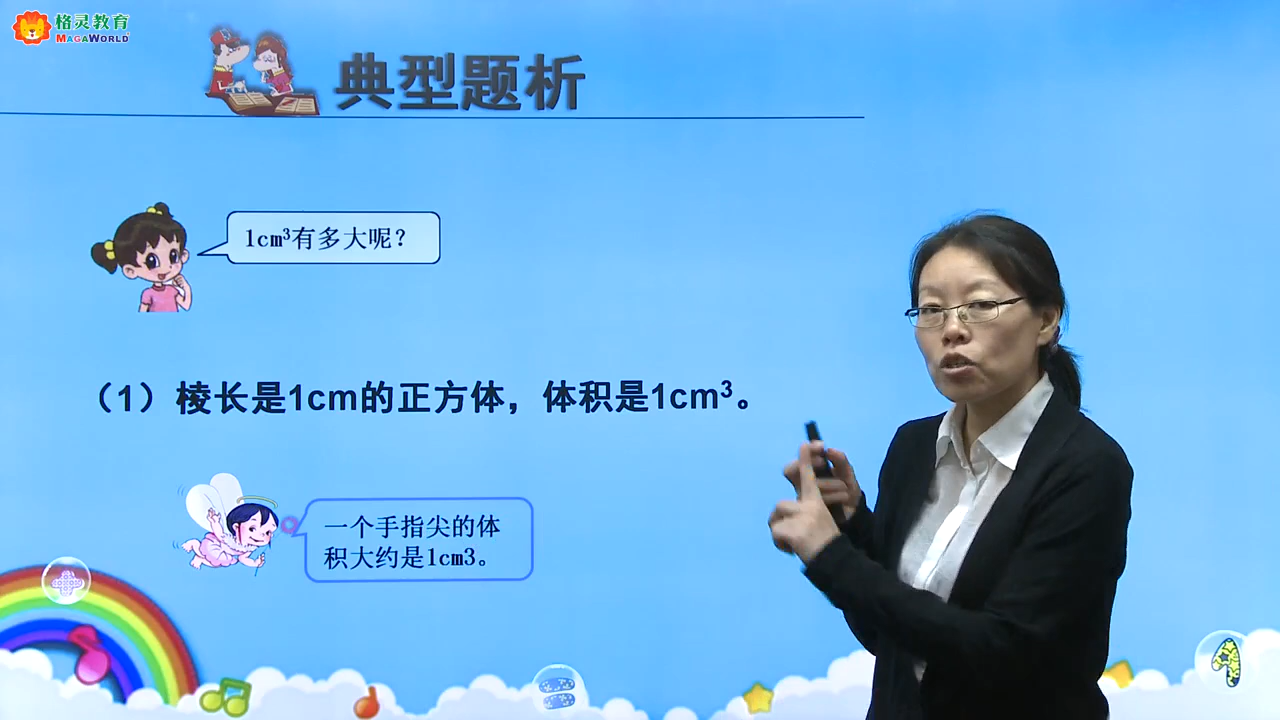 格灵教育
MAGAWORLD
典型题析
1cm³有多大呢？
（1）棱长是1cm的正方体，体积是1cm³。
一个手指尖的体
积大约是1cm3。